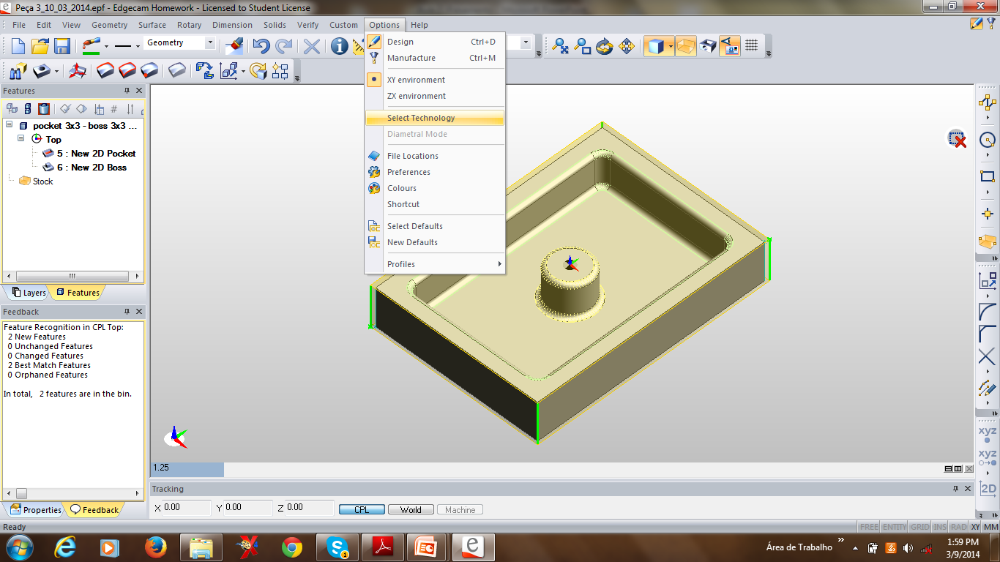 Peça 3_10_03_2014.epf - Edgecam Homework - Licensed to Student License
File Edit View Geometry Surface Rotary Dimension Solids Verify Custom Options Help
Geometry
Design Ctrl+D
Manufacture Ctrl+M
XY environment
ZX environment
Select Technology
Diametral Mode
File Locations
Preferences
Colours
Shortcut
Select Defaults
New Defaults
Profiles
Features
pocket 3x3 - boss 3x3 ...
Top
5 : New 2D Pocket
6 : New 2D Boss
Stock
Layers Features
Feedback
Feature Recognition in CPL Top:
2 New Features
0 Unchanged Features
0 Changed Features
2 Best Match Features
0 Orphaned Features
In total, 2 features are in the bin.
Properties Feedback
1.25
Tracking
X 0.00 Y 0.00 Z 0.00 CPL World Machine
xyz
xyz
2D
Ready
FREE ENTITY GRID INS RAD XY MM
Área de Trabalho
1:59 PM
3/9/2014